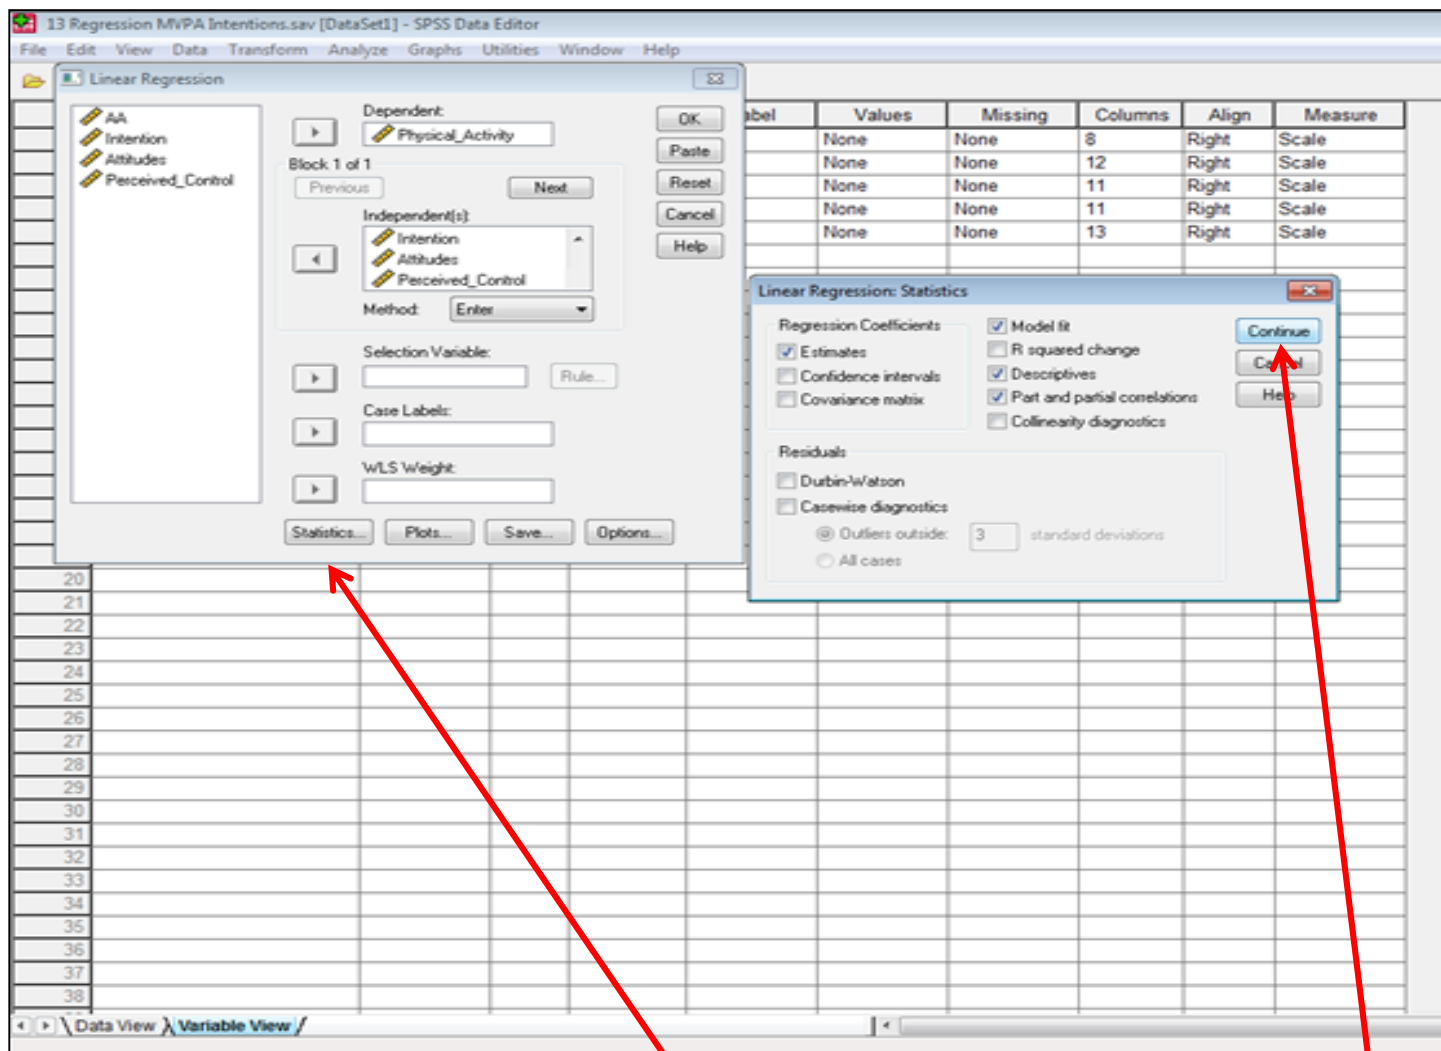 13 Regression MVPA Intentions.sav [DataSet1] - SPSS Data Editor
File Edit View Data Transform Analyze Graphs Utilities Window Help
Linear Regression
AA
Intention
Attitudes
Perceived_Control
Dependent:
Physical_Activity
Block 1 of 1
Previous
Next
Independent(s):
Intention
Attitudes
Perceived_Control
Method: Enter
Selection Variable:
Rule...
Case Labels:
WLS Weight:
Statistics... Plots... Save... Options...
OK
Paste
Reset
Cancel
Help
abel Values Missing Columns Align Measure
None None 8 Right Scale
None None 12 Right Scale
None None 11 Right Scale
None None 11 Right Scale
None None 13 Right Scale
Linear Regression: Statistics
Regression Coefficients
Estimates
Confidence intervals
Covariance matrix
Model fit
R squared change
Descriptives
Part and partial correlations
Collinearity diagnostics
Continue
Cancel
Help
Residuals
Durbin-Watson
Casewise diagnostics
Outliers outside: 3 standard deviations
All cases
20
21
22
23
24
25
26
27
28
29
30
31
32
33
34
35
36
37
38
Data View Variable View